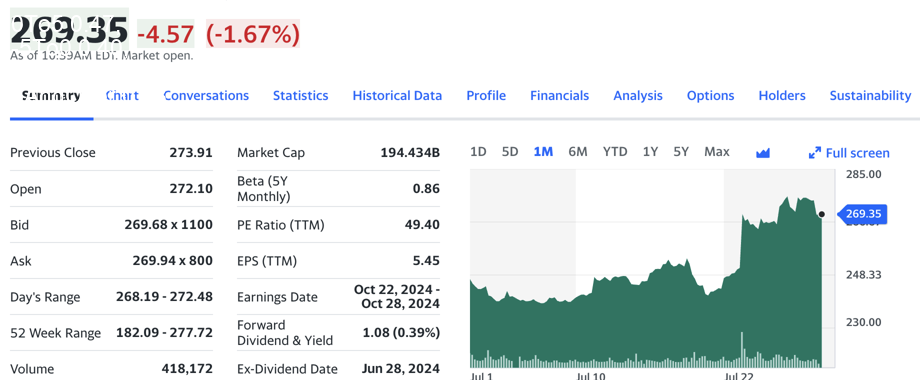 269.35 -4.57 (-1.67%)
As of 10:39AM EDT. Market open.
Summary Chart Conversations Statistics Historical Data Profile Financials Analysis Options Holders Sustainability
Previous Close 273.91
Open 272.10
Bid 269.68 x 1100
Ask 269.94 x 800
Day's Range 268.19 - 272.48
52 Week Range 182.09 - 277.72
Volume 418,172
Market Cap 194.434B
Beta (5Y
Monthly) 0.86
PE Ratio (TTM) 49.40
EPS (TTM) 5.45
Earnings Date Oct 22, 2024 -
Oct 28, 2024
Forward
Dividend & Yield 1.08 (0.39%)
Ex-Dividend Date Jun 28, 2024
1D 5D 1M 6M YTD 1Y 5Y Max Full screen
285.00
269.35
248.33
230.00
Jul 1 Jul 10 Jul 22